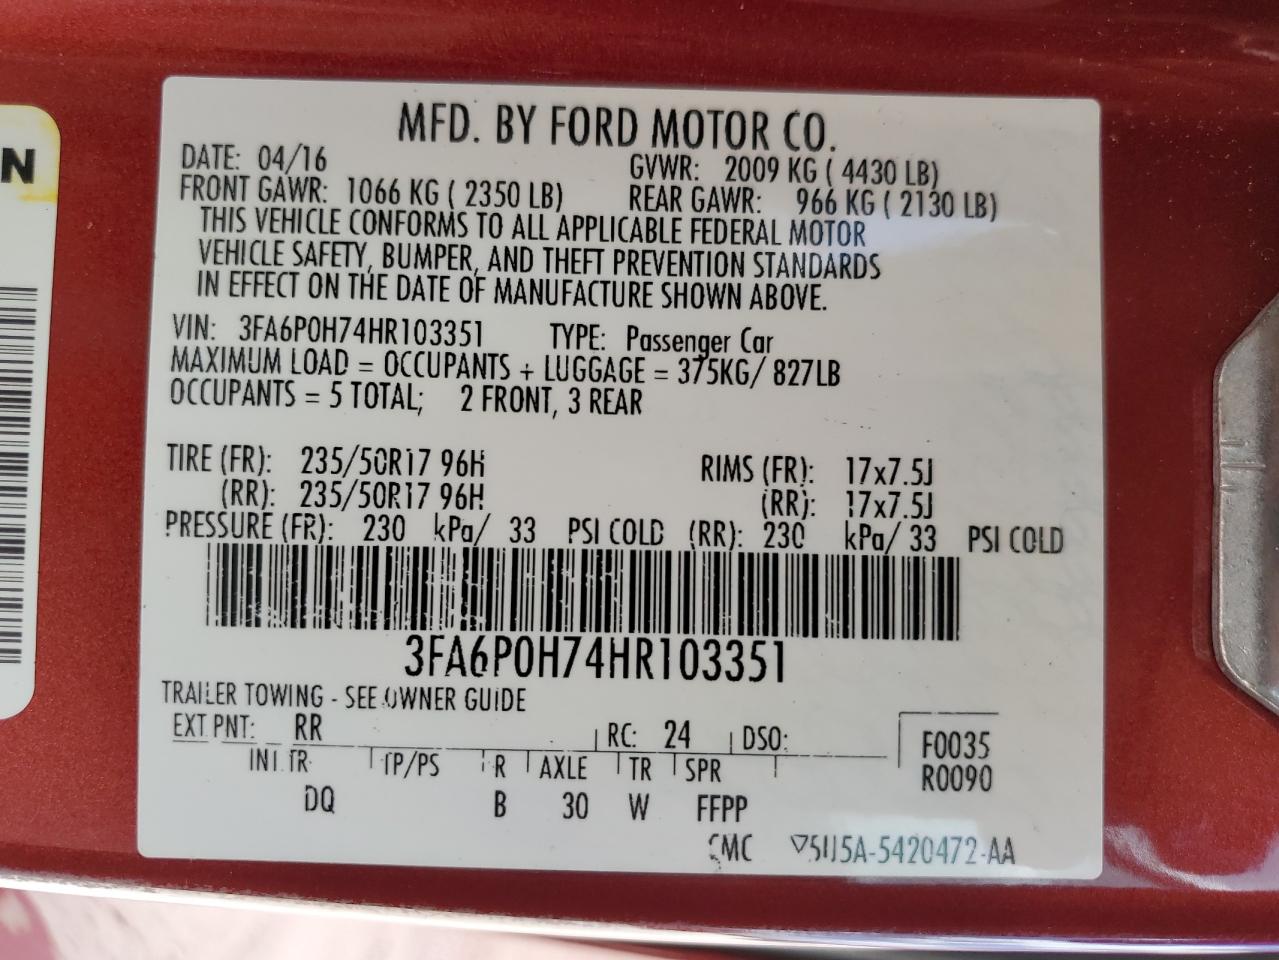 N
MFD. BY FORD MOTOR CO.
DATE: 04/16 GVWR: 2009 KG ( 4430 LB)
FRONT GAWR: 1066 KG ( 2350 LB) REAR GAWR: 966 KG ( 2130 LB)
THIS VEHICLE CONFORMS TO ALL APPLICABLE FEDERAL MOTOR
VEHICLE SAFETY, BUMPER, AND THEFT PREVENTION STANDARDS
IN EFFECT ON THE DATE OF MANUFACTURE SHOWN ABOVE.
VIN: 3FA6P0H74HR103351 TYPE: Passenger Car
MAXIMUM LOAD = OCCUPANTS + LUGGAGE = 375KG/ 827LB
OCCUPANTS = 5 TOTAL; 2 FRONT, 3 REAR
TIRE (FR): 235/50R17 96H RIMS (FR): 17x7.5J
(RR): 235/50R17 96H (RR): 17x7.5J
PRESSURE (FR): 230 kPa/ 33 PSI COLD (RR): 230 kPa/ 33 PSI COLD
3FA6P0H74HR103351
TRAILER TOWING - SEE OWNER GUIDE
EXT PNT: RR RC: 24 DSO: F0035
INT TR TP/PS R AXLE TR SPR R0090
DQ B 30 W FFPP
CMC 5U5A-5420472-AA